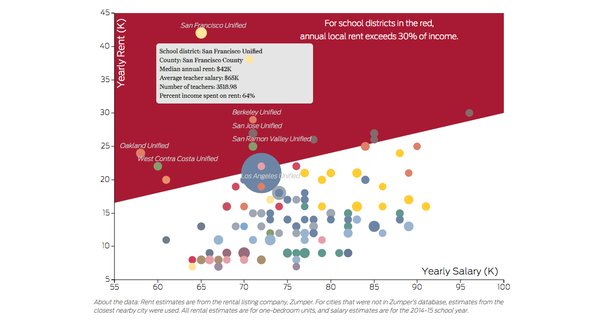 San Francisco Unified
For school districts in the red,
annual local rent exceeds 30% of income.
School district: San Francisco Unified
County: San Francisco County
Median annual rent: $42K
Average teacher salary: $65K
Number of teachers: 3518.98
Percent income spent on rent: 64%
Berkeley Unified
San Jose Unified
San Ramon Valley Unified
Oakland Unified
West Contra Costa Unified
Los Angeles Unified
Yearly Rent (K)
45
40
35
30
25
20
15
10
5
Yearly Salary (K)
55
60
65
70
75
80
85
90
95
100
About the data: Rent estimates are from the rental listing company, Zumper. For cities that were not in Zumper's database, estimates from the
closest nearby city were used. All rental estimates are for one-bedroom units, and salary estimates are for the 2014-15 school year.